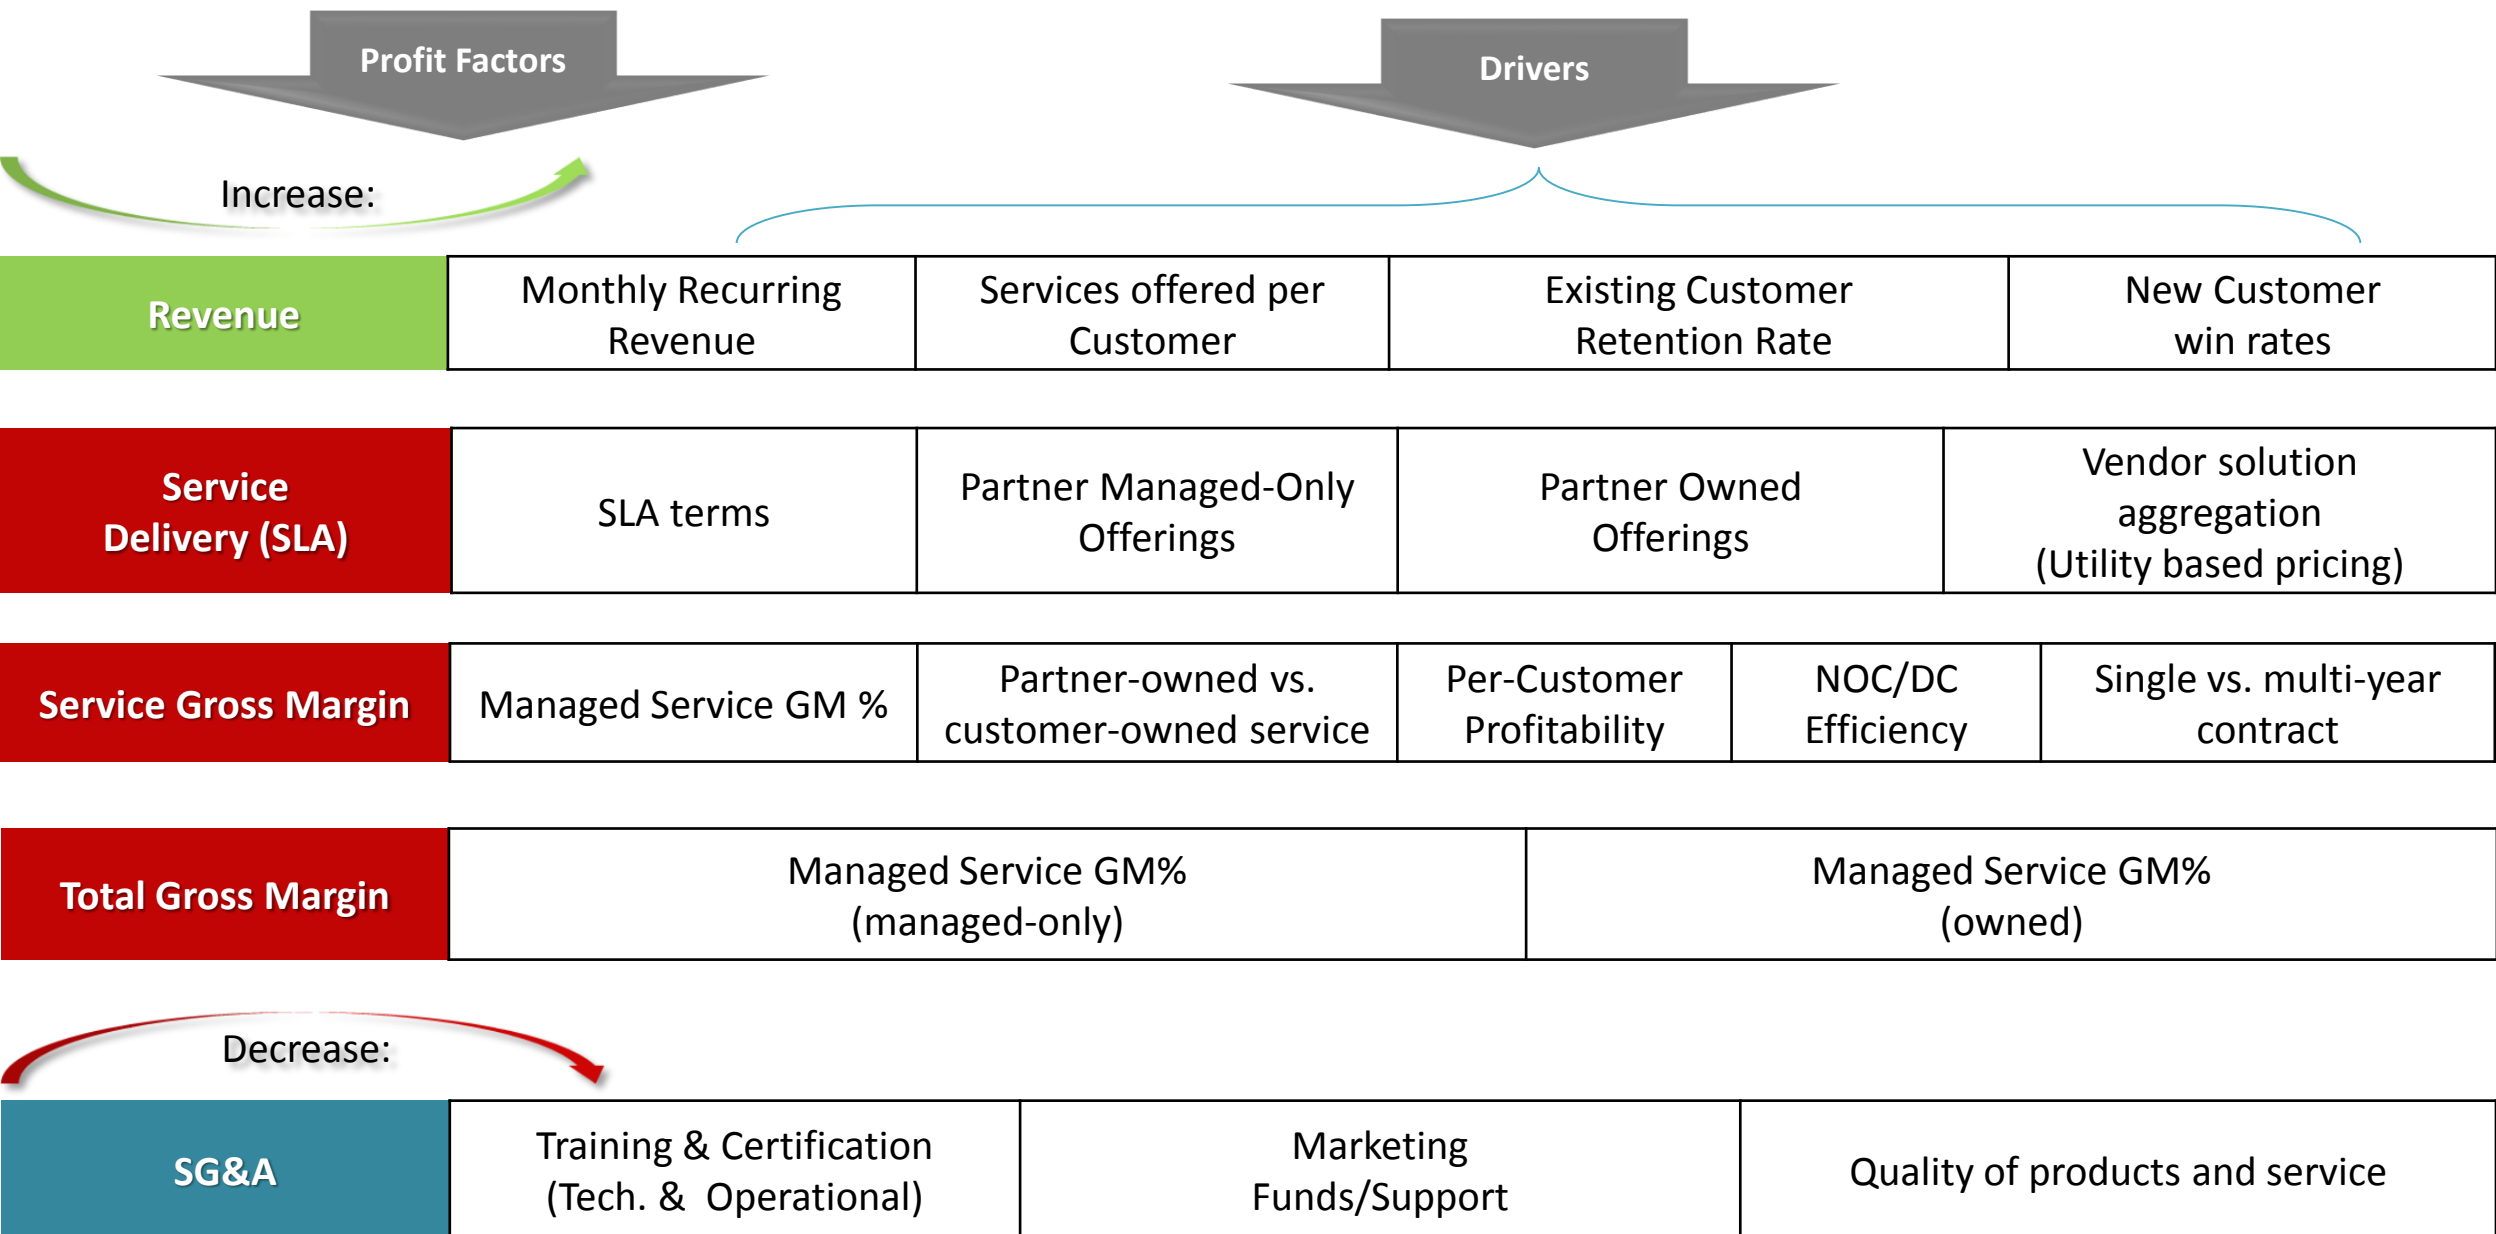 Profit Factors
Drivers
Increase:
Revenue
Monthly Recurring
Revenue
Services offered per
Customer
Existing Customer
Retention Rate
New Customer
win rates
Service
Delivery (SLA)
SLA terms
Partner Managed-Only
Offerings
Partner Owned
Offerings
Vendor solution
aggregation
(Utility based pricing)
Service Gross Margin
Managed Service GM %
Partner-owned vs.
customer-owned service
Per-Customer
Profitability
NOC/DC
Efficiency
Single vs. multi-year
contract
Total Gross Margin
Managed Service GM%
(managed-only)
Managed Service GM%
(owned)
Decrease:
SG&A
Training & Certification
(Tech. &  Operational)
Marketing
Funds/Support
Quality of products and service